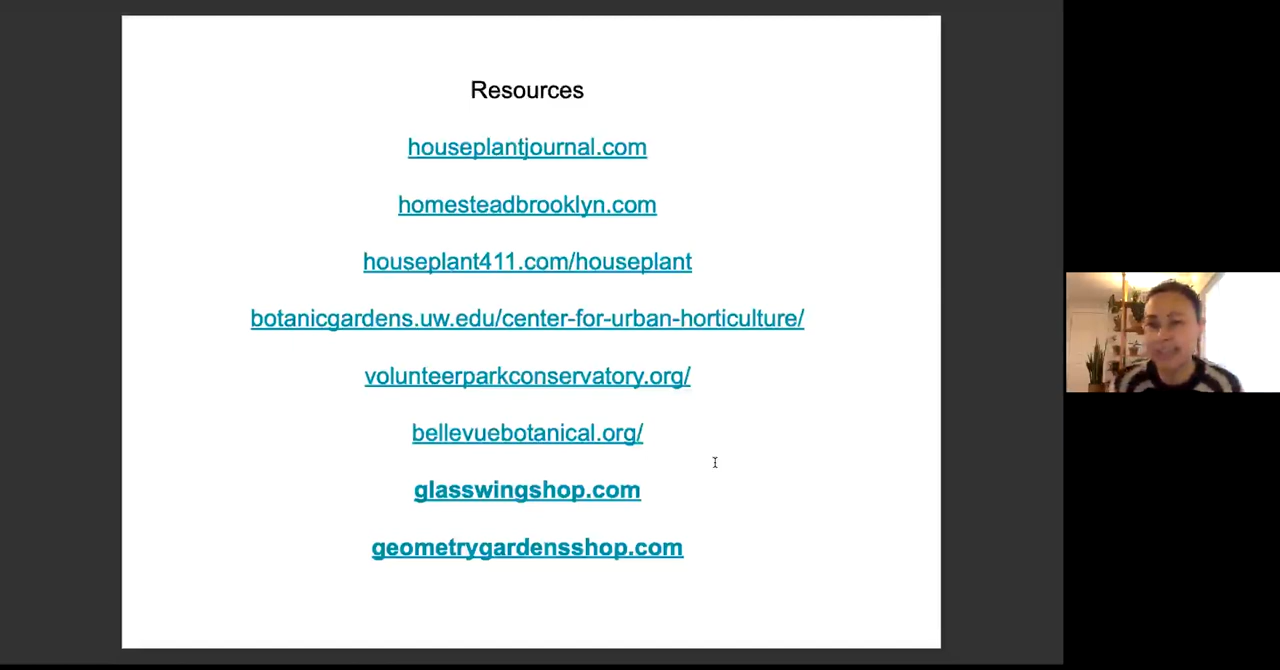 Resources
houseplantjournal.com
homesteadbrooklyn.com
houseplant411.com/houseplant
botanicgardens.uw.edu/center-for-urban-horticulture/
volunteerparkconservatory.org/
bellevuebotanical.org/
glasswingshop.com
geometrygardensshop.com